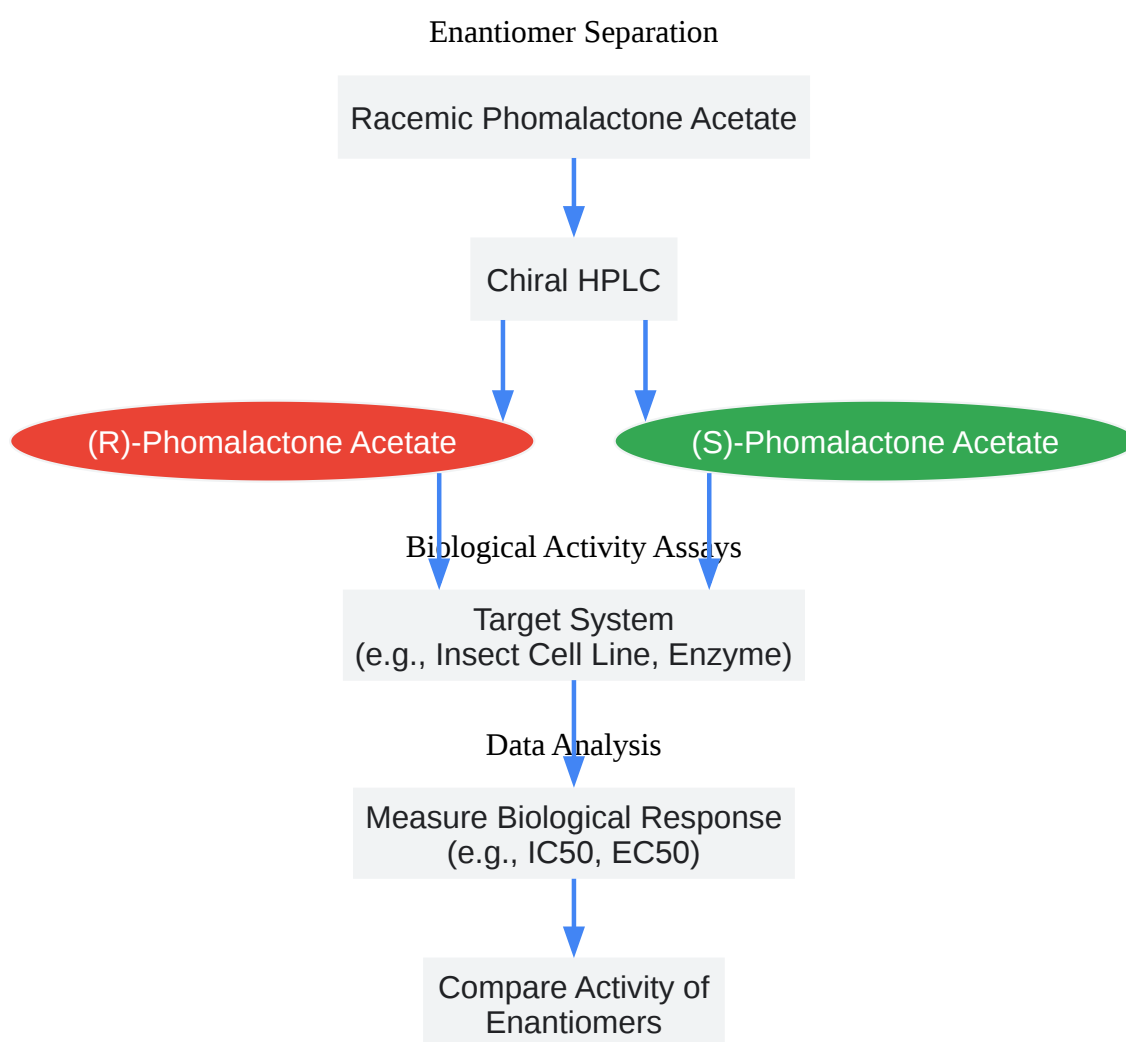 Enantiomer Separation
Racemic Phomalactone Acetate
Chiral HPLC
(R)-Phomalactone Acetate
(S)-Phomalactone Acetate
Biological Activity Assays
Target System
(e.g., Insect Cell Line, Enzyme)
Data Analysis
Measure Biological Response
(e.g., IC50, EC50)
Compare Activity of
Enantiomers